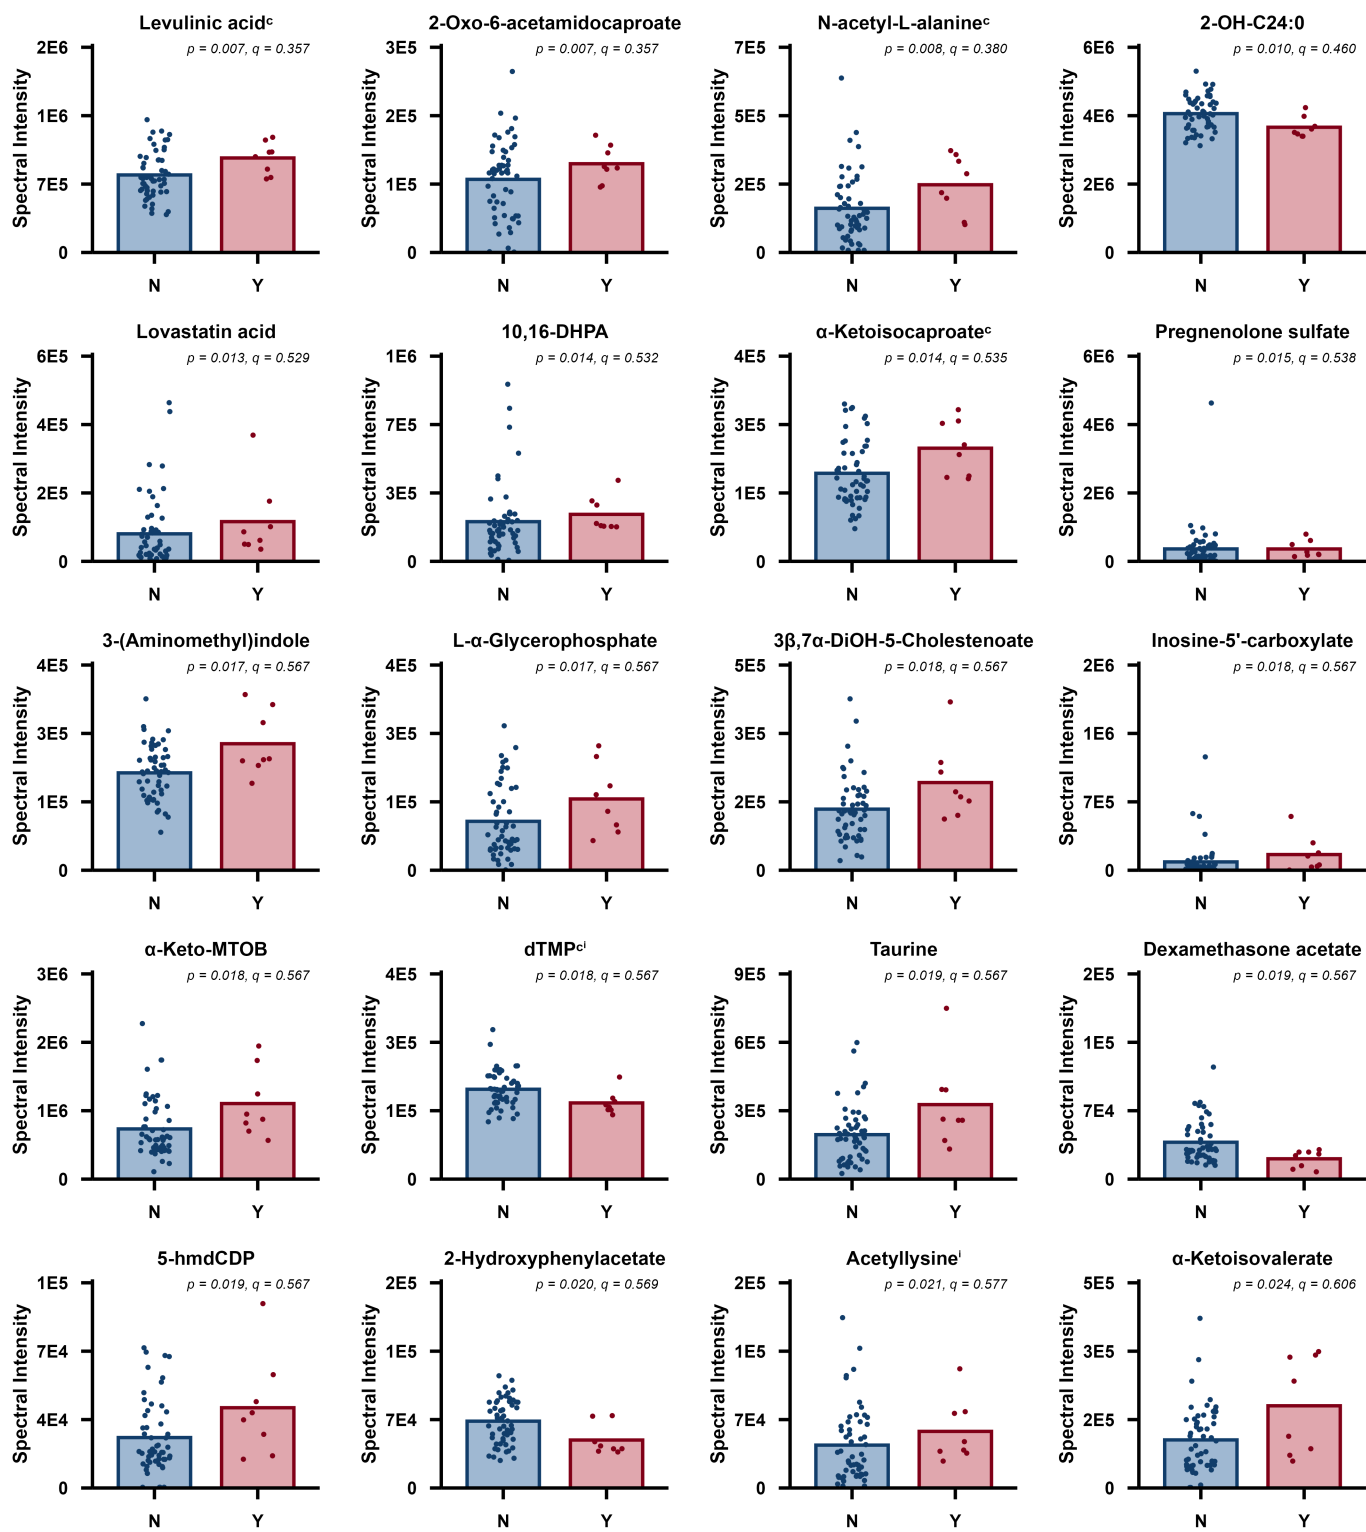 Levulinic acidᶜ
p = 0.007, q = 0.357
Spectral Intensity
2E6
1E6
7E5
0
N
Y
2-Oxo-6-acetamidocaproate
p = 0.007, q = 0.357
Spectral Intensity
3E5
2E5
1E5
0
N
Y
N-acetyl-L-alanineᶜ
p = 0.008, q = 0.380
Spectral Intensity
7E5
5E5
2E5
0
N
Y
2-OH-C24:0
p = 0.010, q = 0.460
Spectral Intensity
6E6
4E6
2E6
0
N
Y
Lovastatin acid
p = 0.013, q = 0.529
Spectral Intensity
6E5
4E5
2E5
0
N
Y
10,16-DHPA
p = 0.014, q = 0.532
Spectral Intensity
1E6
7E5
3E5
0
N
Y
α-Ketoisocaproateᶜ
p = 0.014, q = 0.535
Spectral Intensity
4E5
3E5
1E5
0
N
Y
Pregnenolone sulfate
p = 0.015, q = 0.538
Spectral Intensity
6E6
4E6
2E6
0
N
Y
3-(Aminomethyl)indole
p = 0.017, q = 0.567
Spectral Intensity
4E5
3E5
1E5
0
N
Y
L-α-Glycerophosphate
p = 0.017, q = 0.567
Spectral Intensity
4E5
3E5
1E5
0
N
Y
3β,7α-DiOH-5-Cholestenoate
p = 0.018, q = 0.567
Spectral Intensity
5E5
3E5
2E5
0
N
Y
Inosine-5'-carboxylate
p = 0.018, q = 0.567
Spectral Intensity
2E6
1E6
7E5
0
N
Y
α-Keto-MTOB
p = 0.018, q = 0.567
Spectral Intensity
3E6
2E6
1E6
0
N
Y
dTMPᶜⁱ
p = 0.018, q = 0.567
Spectral Intensity
4E5
3E5
1E5
0
N
Y
Taurine
p = 0.019, q = 0.567
Spectral Intensity
9E5
6E5
3E5
0
N
Y
Dexamethasone acetate
p = 0.019, q = 0.567
Spectral Intensity
2E5
1E5
7E4
0
N
Y
5-hmdCDP
p = 0.019, q = 0.567
Spectral Intensity
1E5
7E4
4E4
0
N
Y
2-Hydroxyphenylacetate
p = 0.020, q = 0.569
Spectral Intensity
2E5
1E5
7E4
0
N
Y
Acetyllysineⁱ
p = 0.021, q = 0.577
Spectral Intensity
2E5
1E5
7E4
0
N
Y
α-Ketoisovalerate
p = 0.024, q = 0.606
Spectral Intensity
5E5
3E5
2E5
0
N
Y